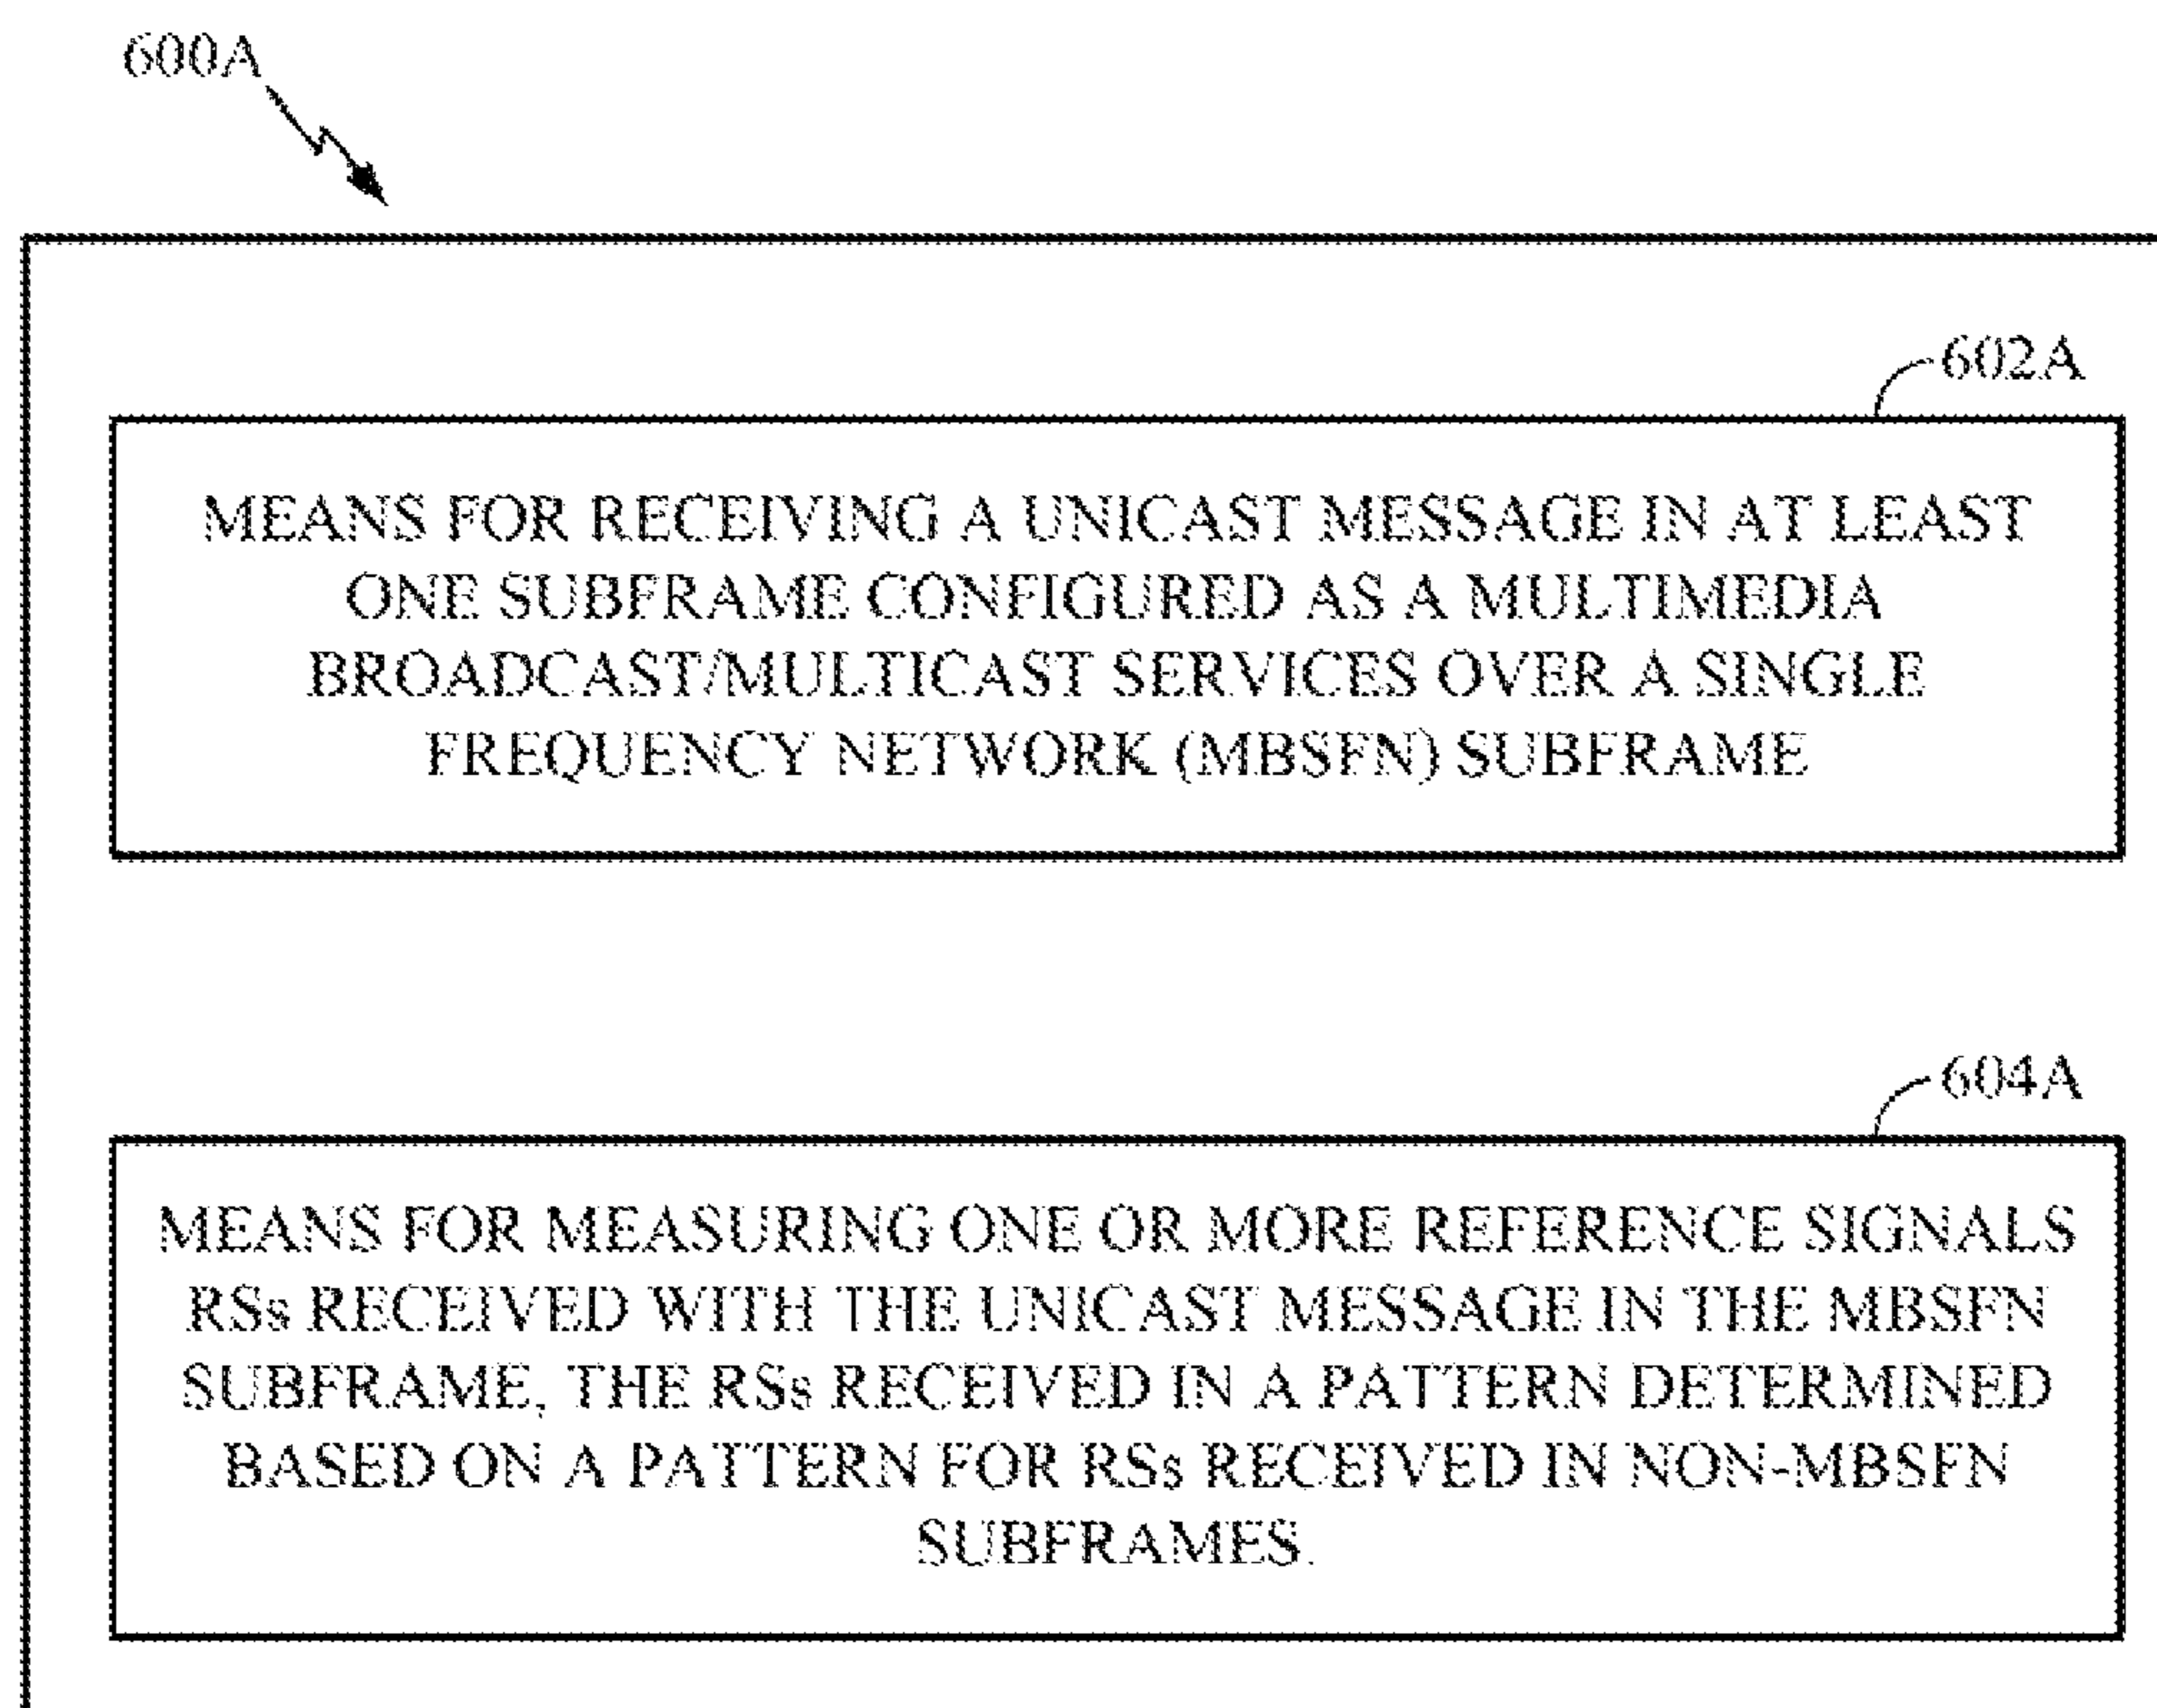 600A
602A
MEANS FOR RECEIVING A UNICAST MESSAGE IN AT LEAST
ONE SUBFRAME CONFIGURED AS A MULTIMEDIA
BROADCAST/MULTICAST SERVICES OVER A SINGLE
FREQUENCY NETWORK (MBSFN) SUBFRAME
604A
MEANS FOR MEASURING ONE OR MORE REFERENCE SIGNALS
RSs RECEIVED WITH THE UNICAST MESSAGE IN THE MBSFN
SUBFRAME, THE RSs RECEIVED IN A PATTERN DETERMINED
BASED ON A PATTERN FOR RSs RECEIVED IN NON-MBSFN
SUBFRAMES.